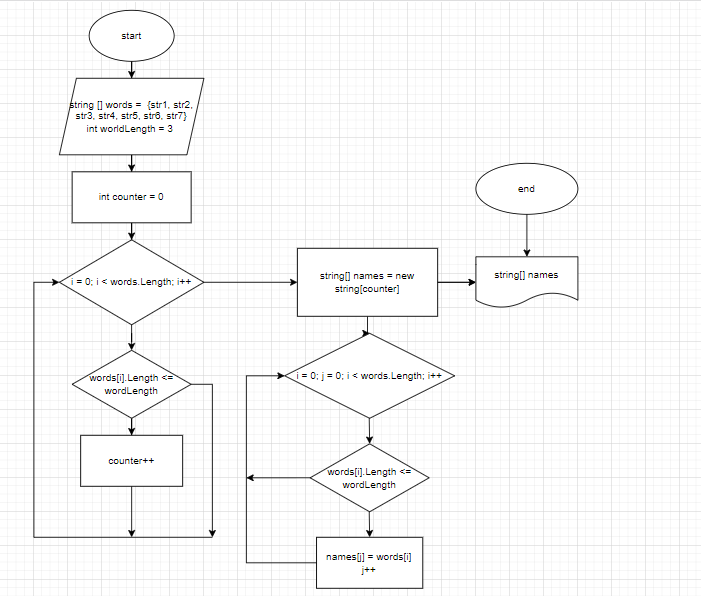 start
string [] words = {str1, str2,
str3, str4, str5, str6, str7}
int worldLength = 3
int counter = 0
i = 0; i < words.Length; i++
words[i].Length <=
wordLength
counter++
string[] names = new
string[counter]
i = 0; j = 0; i < words.Length; i++
words[i].Length <=
wordLength
names[j] = words[i]
j++
end
string[] names